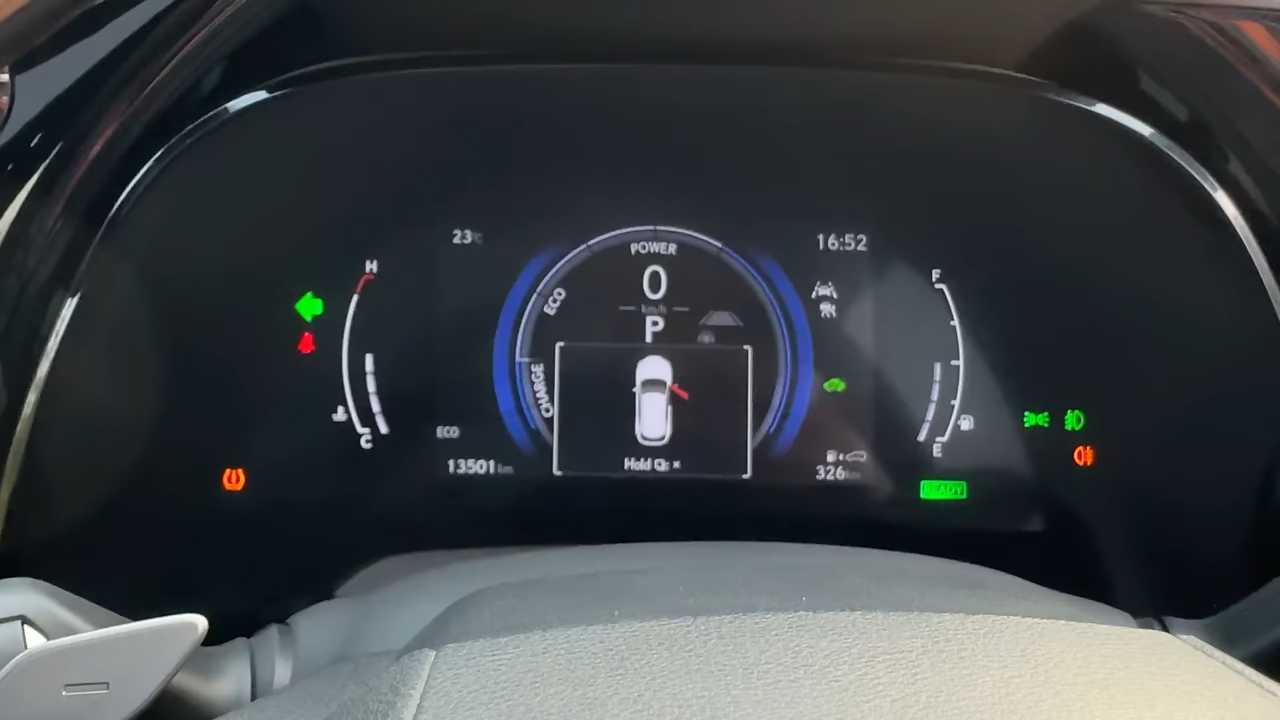 23°C
POWER
16:52
H
0
F
ECO
km/h
P
CHARGE
C
ECO
E
13501 km
Hold
326 km
READY